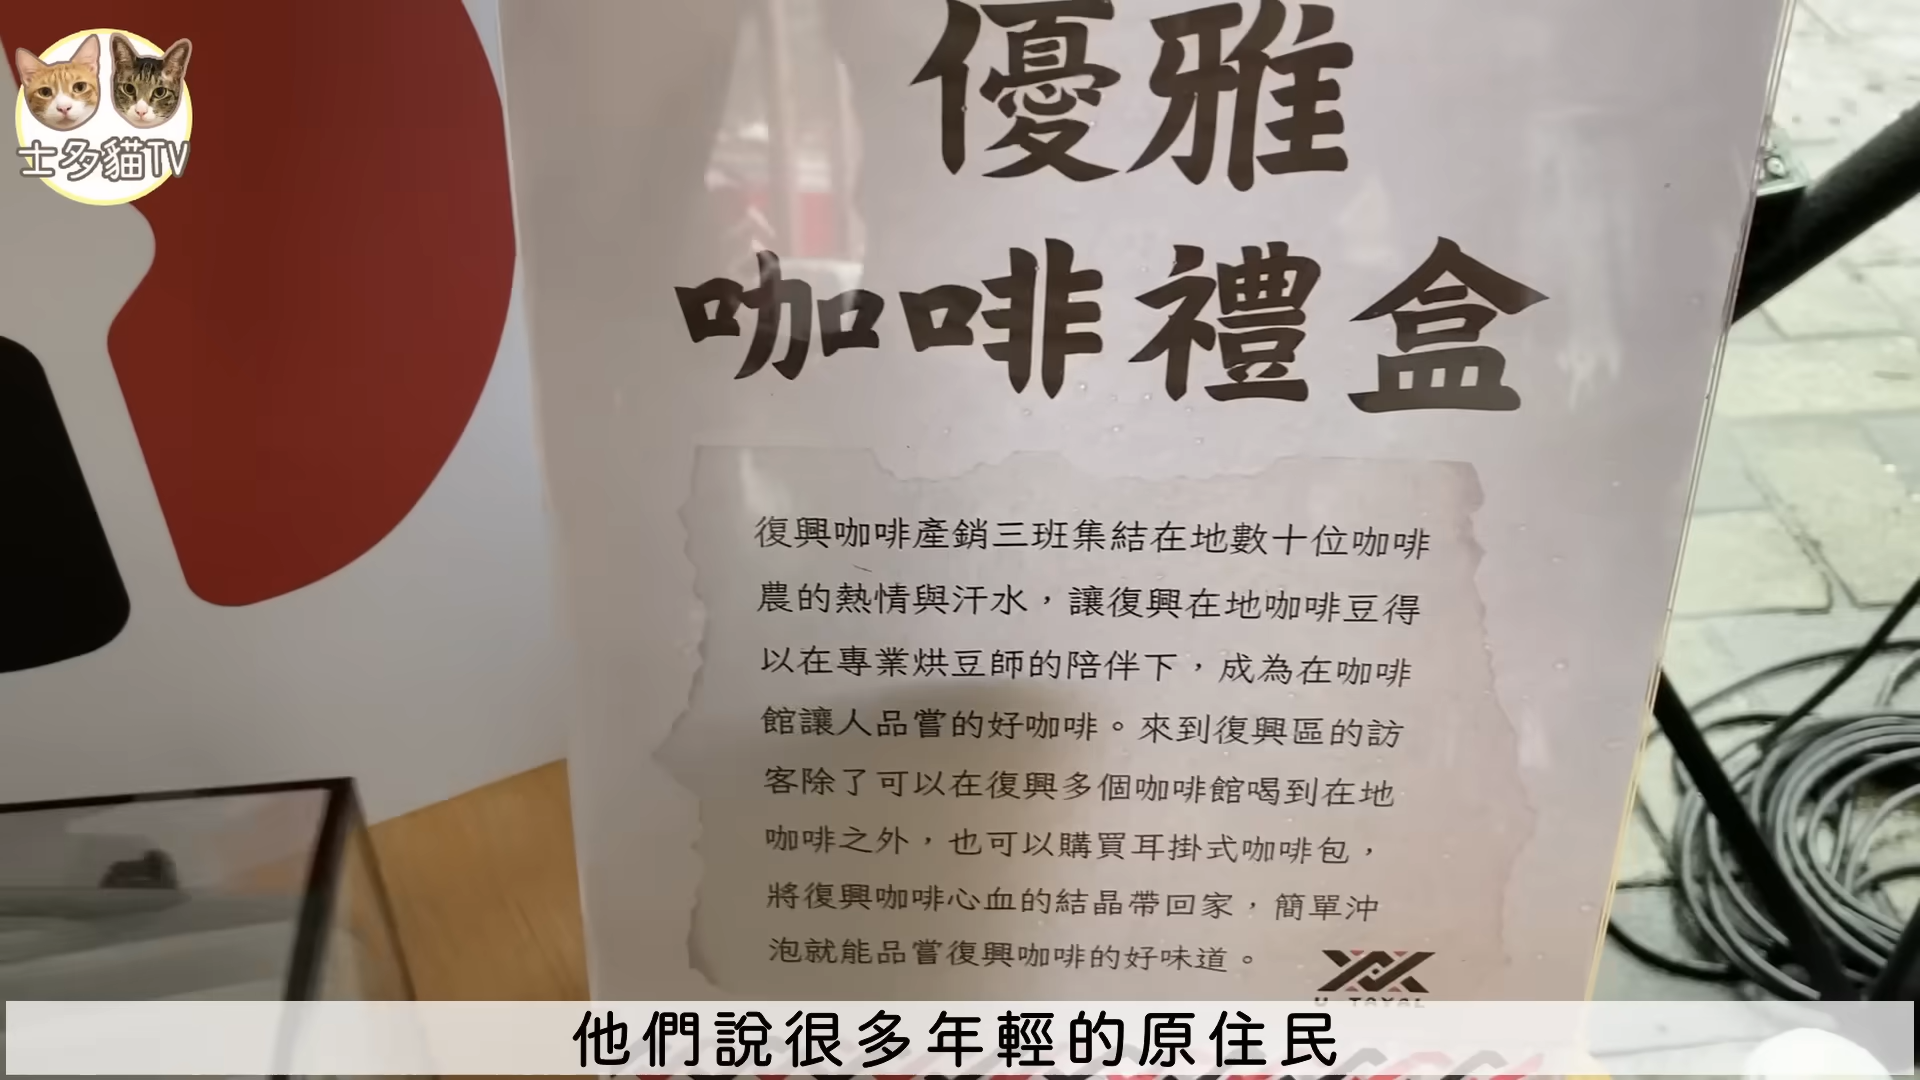 士多貓TV
優雅
咖啡禮盒
復興咖啡產銷三班集結在地數十位咖啡
農的熱情與汗水，讓復興在地咖啡豆得
以在專業烘豆師的陪伴下，成為在咖啡
館讓人品嘗的好咖啡。來到復興區的訪
客除了可以在復興多個咖啡館喝到在地
咖啡之外，也可以購買耳掛式咖啡包，
將復興咖啡心血的結晶帶回家，簡單沖
泡就能品嘗復興咖啡的好味道。
U TAYAL
他們說很多年輕的原住民